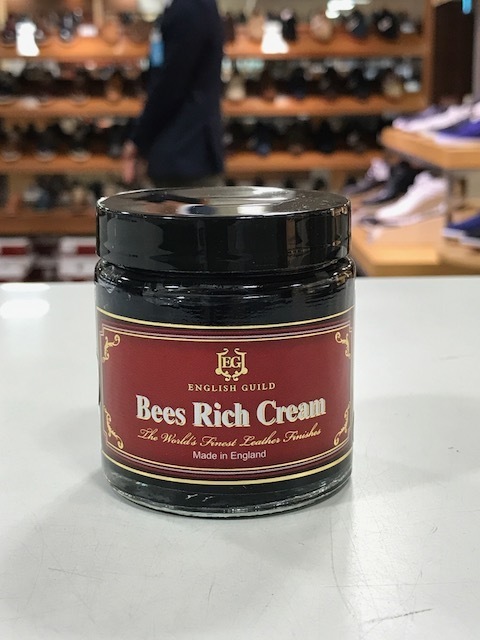 EG
ENGLISH GUILD
Bees Rich Cream
The World's Finest Leather Finishes
Made in England